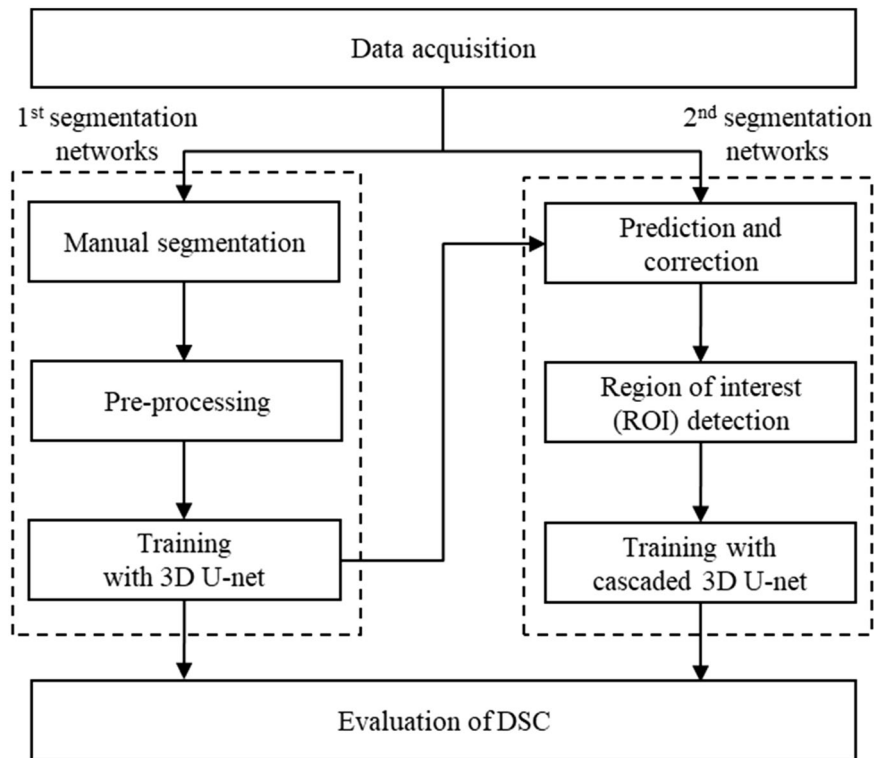 Data acquisition
1st segmentation
networks
2nd segmentation
networks
Manual segmentation
Pre-processing
Training
with 3D U-net
Prediction and
correction
Region of interest
(ROI) detection
Training with
cascaded 3D U-net
Evaluation of DSC